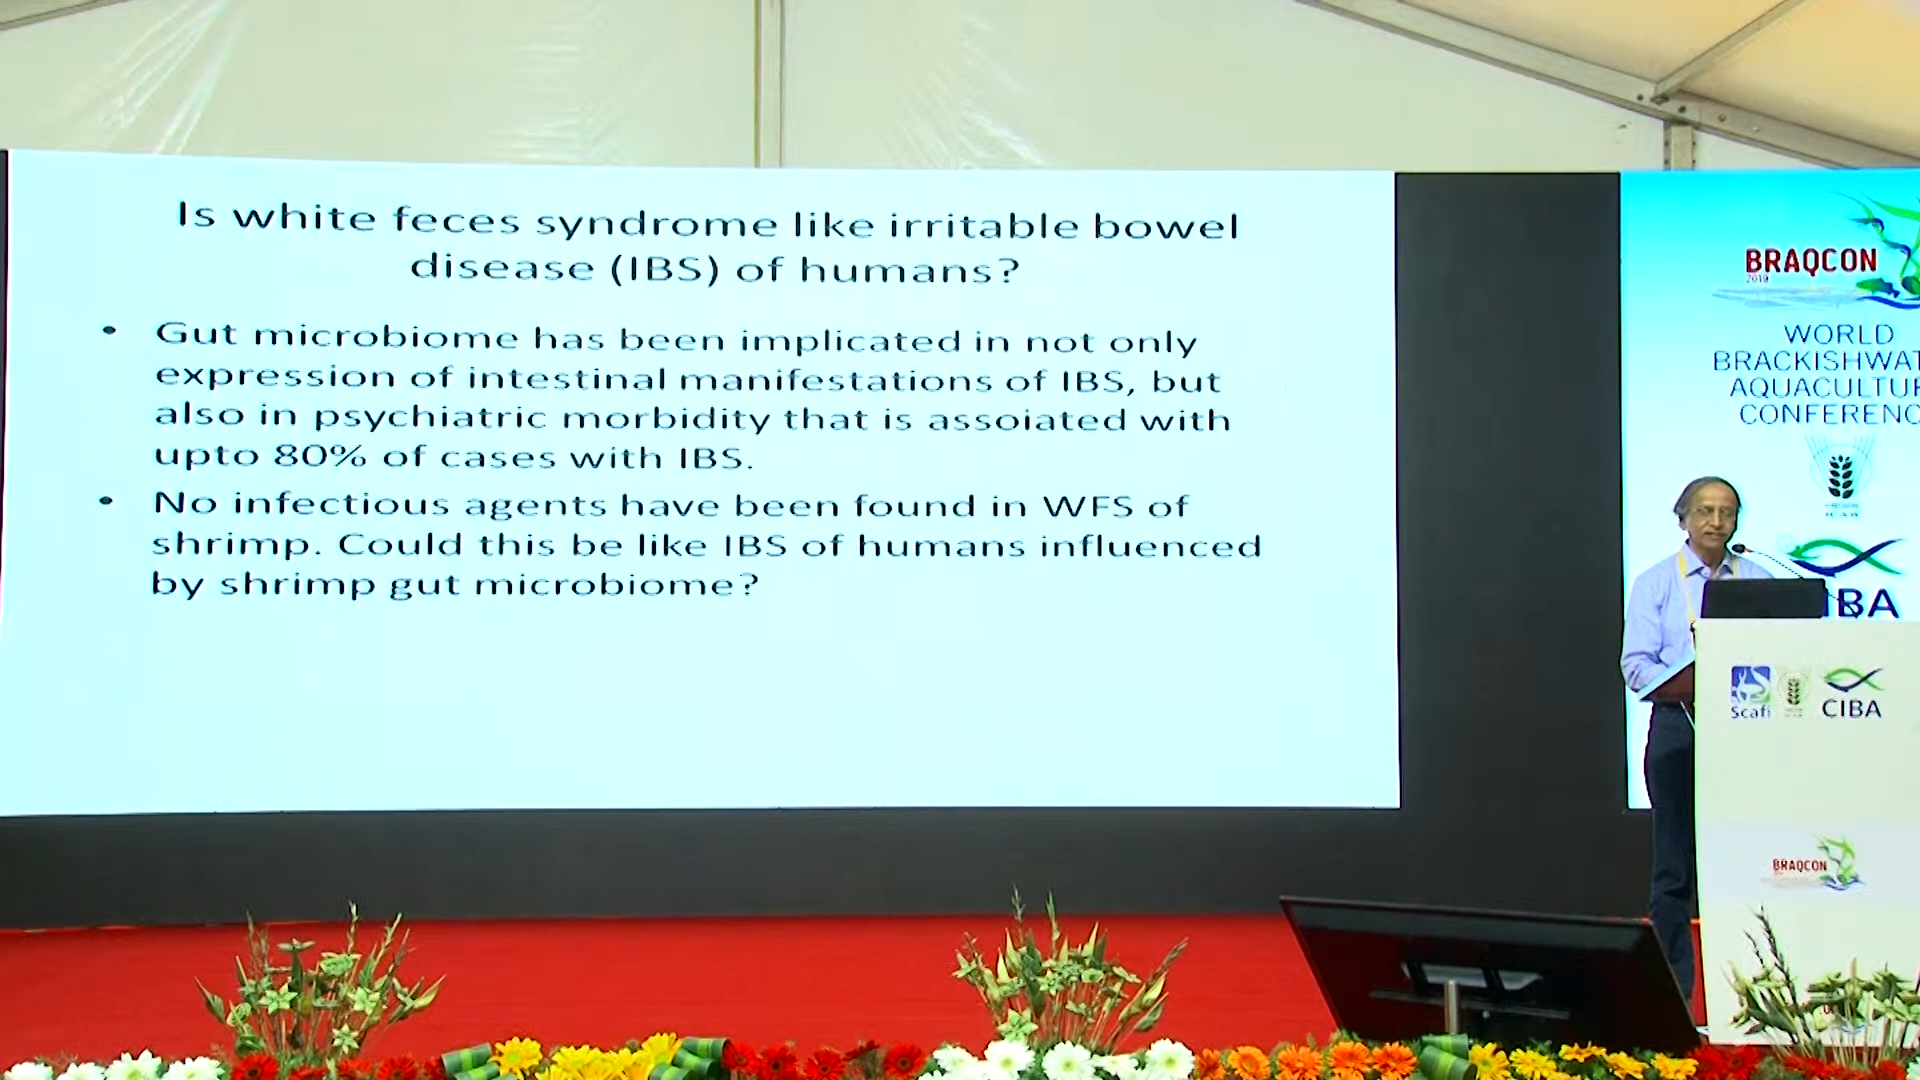 Is white feces syndrome like irritable bowel
disease (IBS) of humans?
• Gut microbiome has been implicated in not only
expression of intestinal manifestations of IBS, but
also in psychiatric morbidity that is assoiated with
upto 80% of cases with IBS.
• No infectious agents have been found in WFS of
shrimp. Could this be like IBS of humans influenced
by shrimp gut microbiome?
BRAQCON
2019
WORLD
BRACKISHWAT
AQUACULTUR
CONFERENC
IBA
Scafi
CIBA
BRAQCON